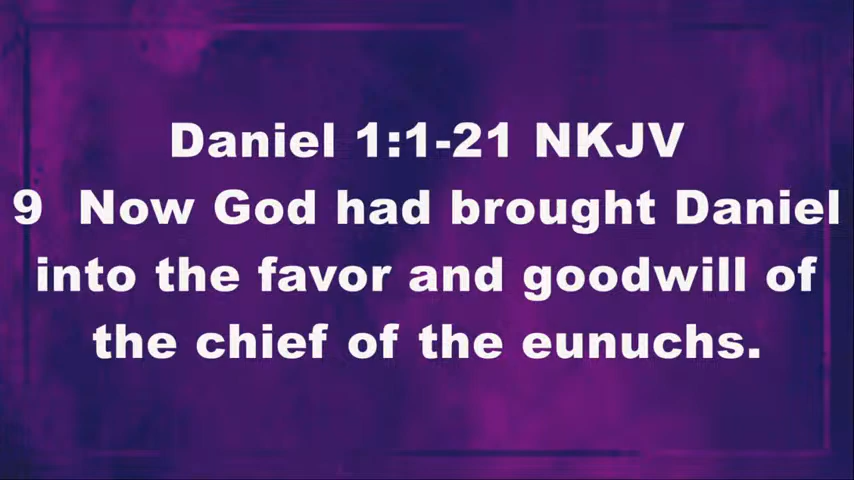 Daniel 1:1-21 NKJV
9 Now God had brought Daniel
into the favor and goodwill of
the chief of the eunuchs.